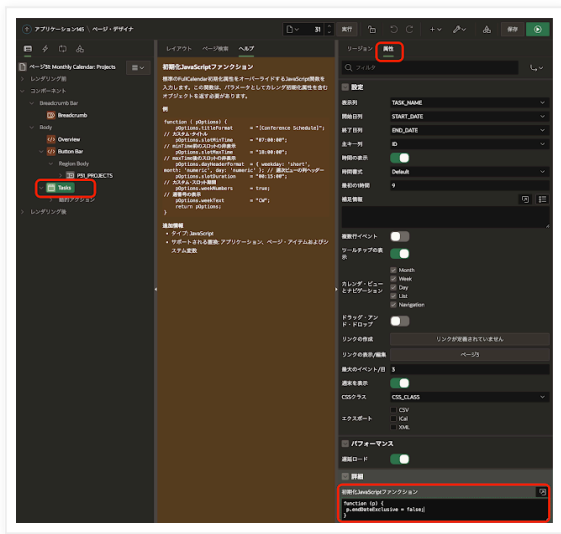 アプリケーション145 \ ページ・デザイナ
31
実行
保存
ページ31: Monthly Calendar: Projects
レンダリング前
コンポーネント
Breadcrumb Bar
Breadcrumb
Body
Overview
Button Bar
Region Body
PBI_PROJECTS
Tasks
動的アクション
レンダリング後
レイアウト
ページ検索
ヘルプ
初期化JavaScriptファンクション
標準のFullCalendar初期化属性をオーバーライドするJavaScript関数を
入力します。この関数は、パラメータとしてカレンダ初期化属性を含む
オブジェクトを返す必要があります。
例
function ( pOptions) {
pOptions.titleFormat = "[Conference Schedule]";
// カスタム・タイトル
pOptions.slotMinTime = "07:00:00";
// minTime前のスロットの非表示
pOptions.slotMaxTime = "18:00:00";
// maxTime後のスロットの非表示
pOptions.dayHeaderFormat = { weekday: 'short',
month: 'numeric', day: 'numeric' }; // 週次ビューの列ヘッダー
pOptions.slotDuration = "00:15:00";
// カスタム・スロット期間
pOptions.weekNumbers = true;
// 週番号の表示
pOptions.weekText = "CW";
return pOptions;
}
追加情報
• タイプ: JavaScript
• サポートされる置換: アプリケーション、ページ・アイテムおよびシ
ステム変数
リージョン
属性
フィルタ
設定
表示列 TASK_NAME
開始日列 START_DATE
終了日列 END_DATE
主キー列 ID
時間の表示
時間書式 Default
最初の1時間 9
補足情報
複数行イベント
ツールチップの表
示
カレンダ・ビュー
とナビゲーション
Month
Week
Day
List
Navigation
ドラッグ・アン
ド・ドロップ
リンクの作成 リンクが定義されていません
リンクの表示/編集 ページ3
最大のイベント/日 3
週末を表示
CSSクラス CSS_CLASS
エクスポート
CSV
iCal
XML
パフォーマンス
遅延ロード
詳細
初期化JavaScriptファンクション
function (p) {
p.endDateExclusive = false;
}